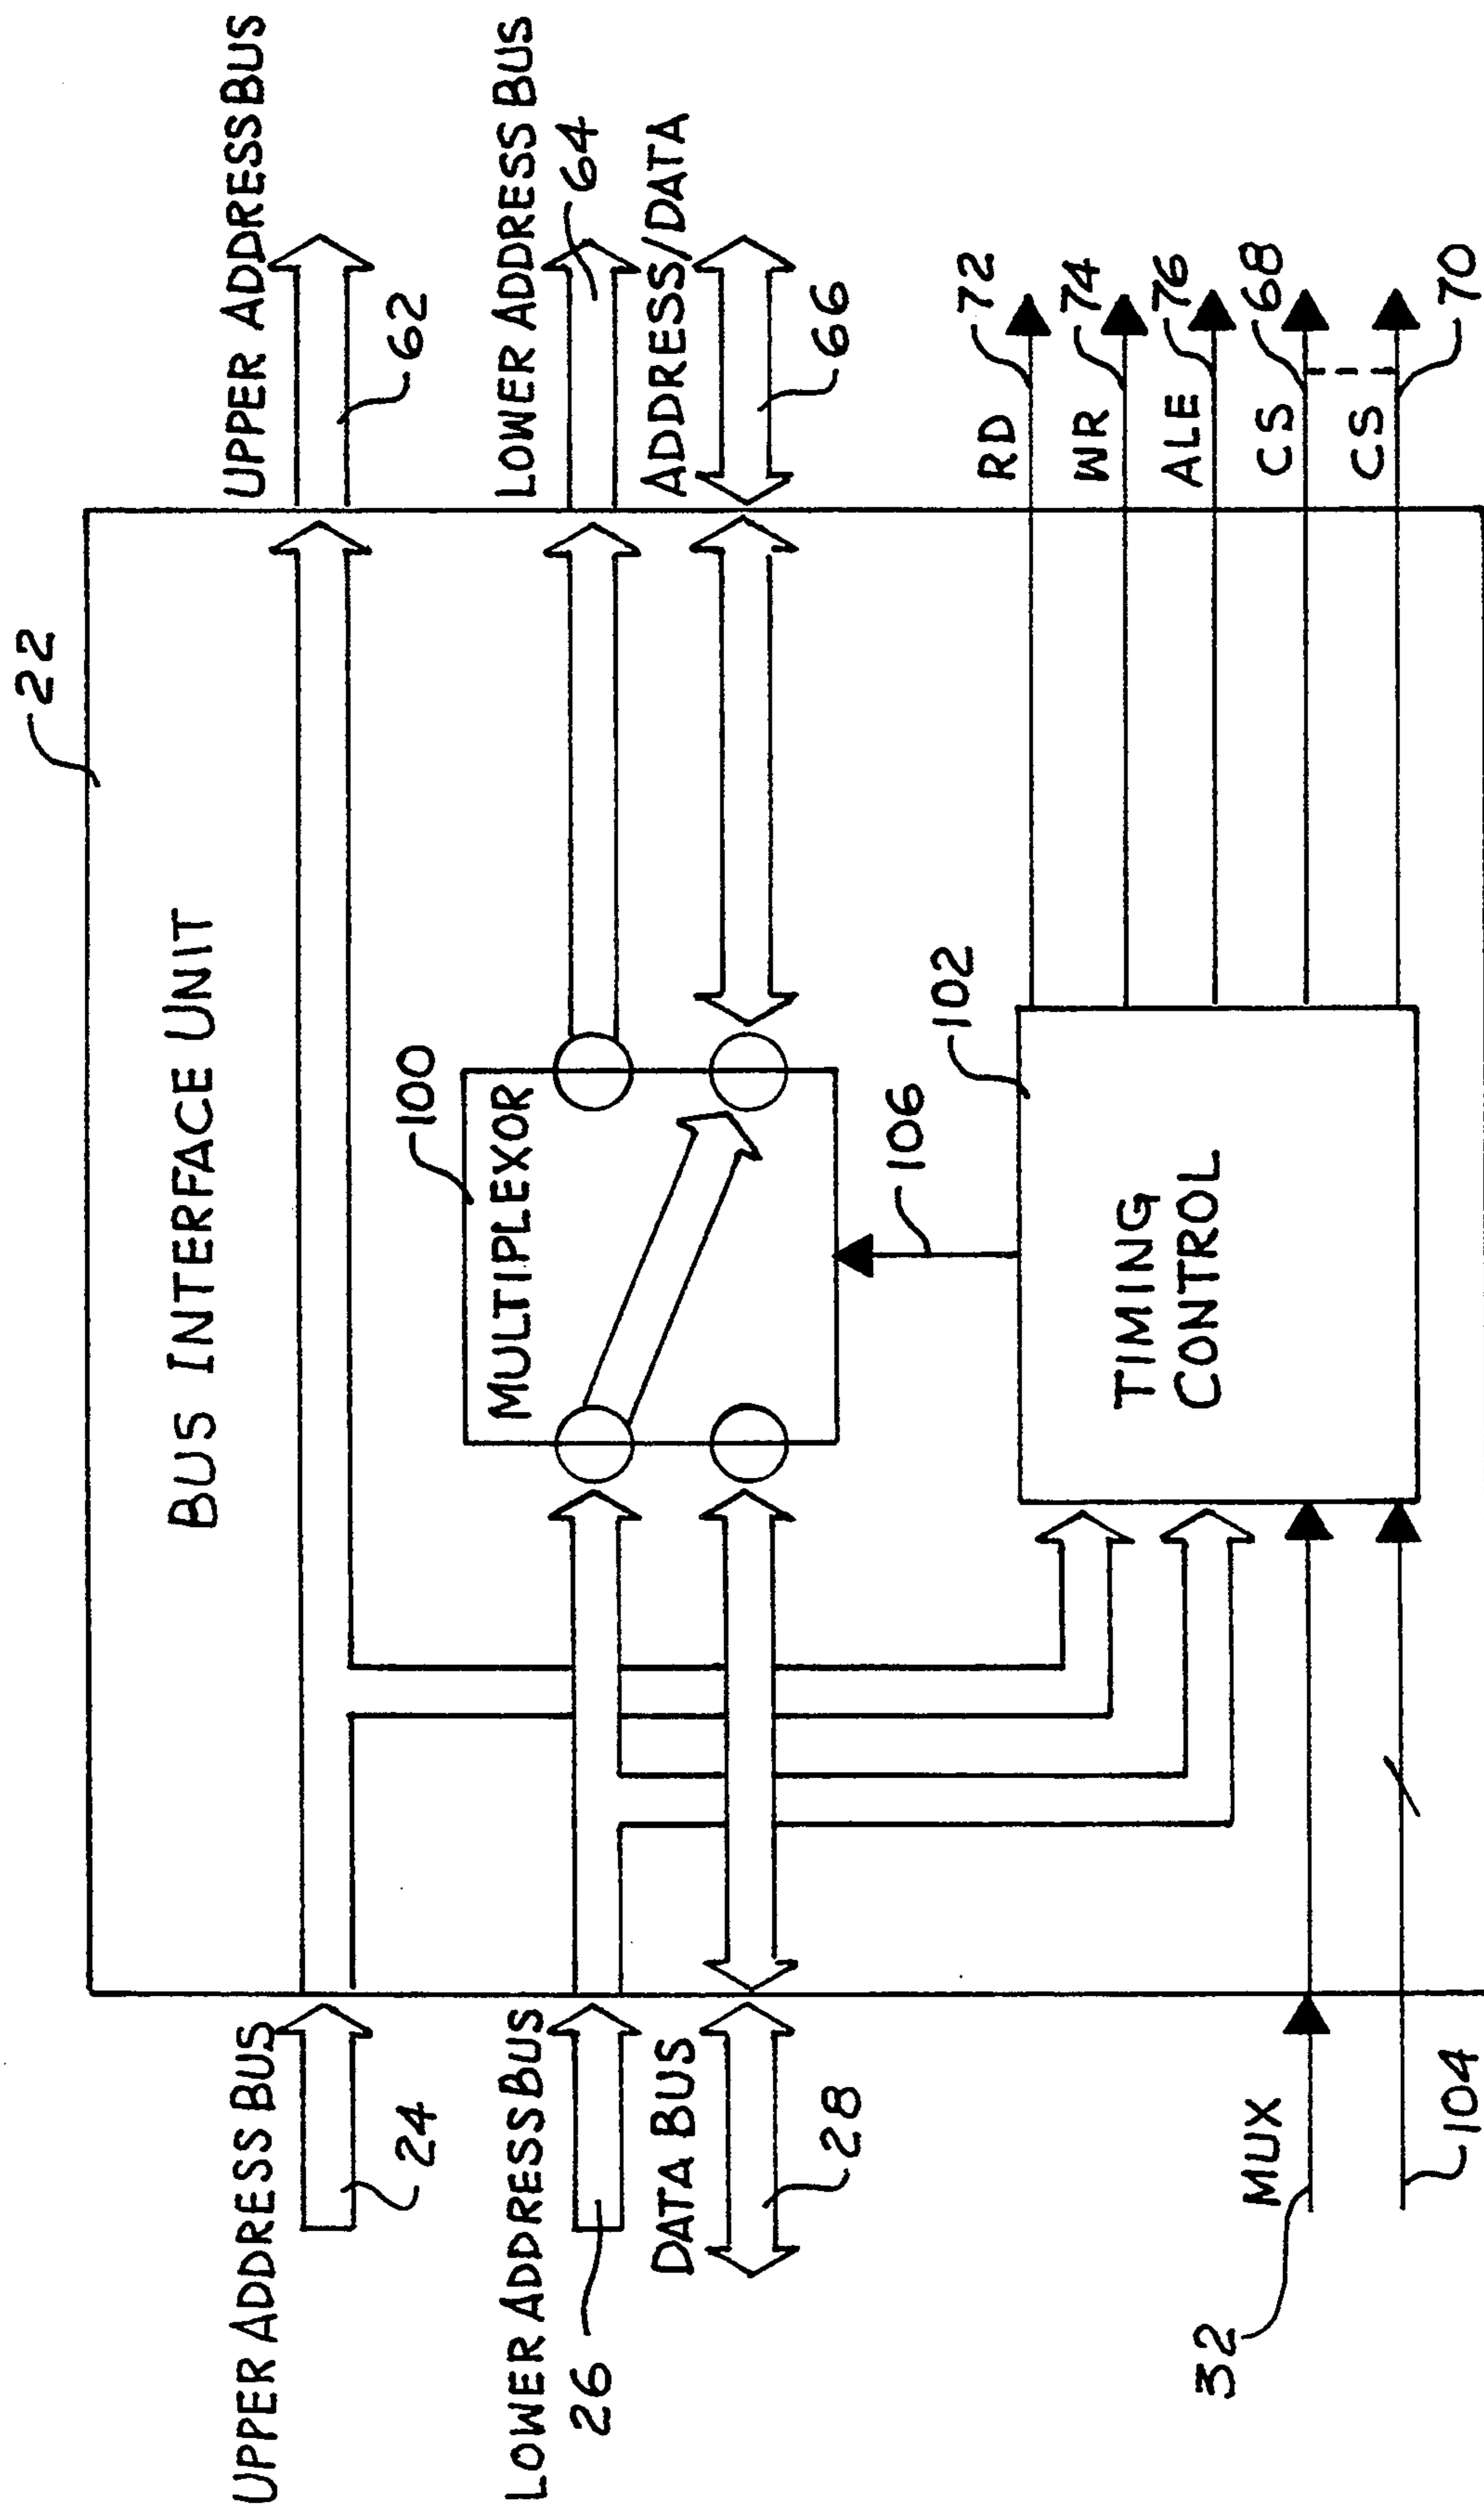 22
BUS INTERFACE UNIT
UPPER ADDRESS BUS
24
UPPER ADDRESS BUS
62
LOWER ADDRESS BUS
26
LOWER ADDRESS BUS
64
DATA BUS
28
ADDRESS/DATA
66
100
MULTIPLEXOR
106
102
TIMING
CONTROL
MUX
32
104
RD
72
WR
74
ALE
76
CS
68
CS
70